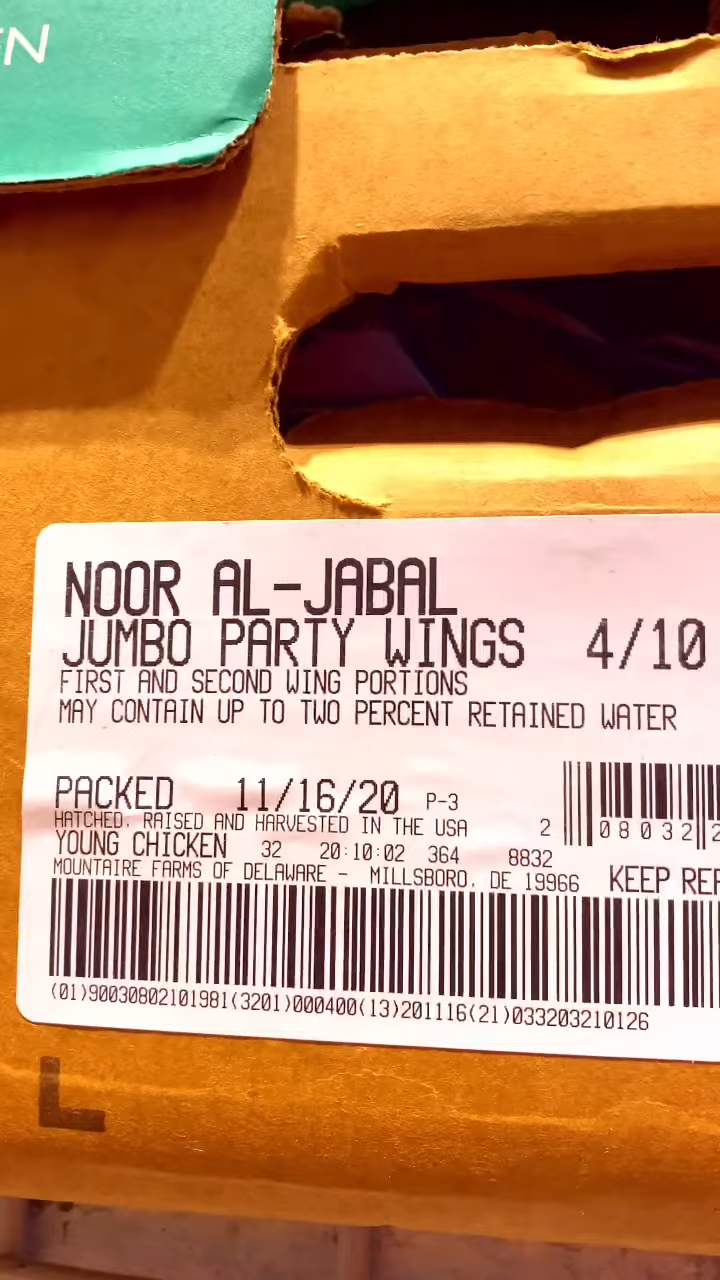 EN
NOOR AL-JABAL
JUMBO PARTY WINGS 4/10
FIRST AND SECOND WING PORTIONS
MAY CONTAIN UP TO TWO PERCENT RETAINED WATER
PACKED 11/16/20 P-3
HATCHED, RAISED AND HARVESTED IN THE USA
2 08032 2
YOUNG CHICKEN 32 20:10:02 364 8832
MOUNTAIRE FARMS OF DELAWARE - MILLSBORO, DE 19966 KEEP REF
(01)90030802101981(3201)000400(13)201116(21)033203210126
L